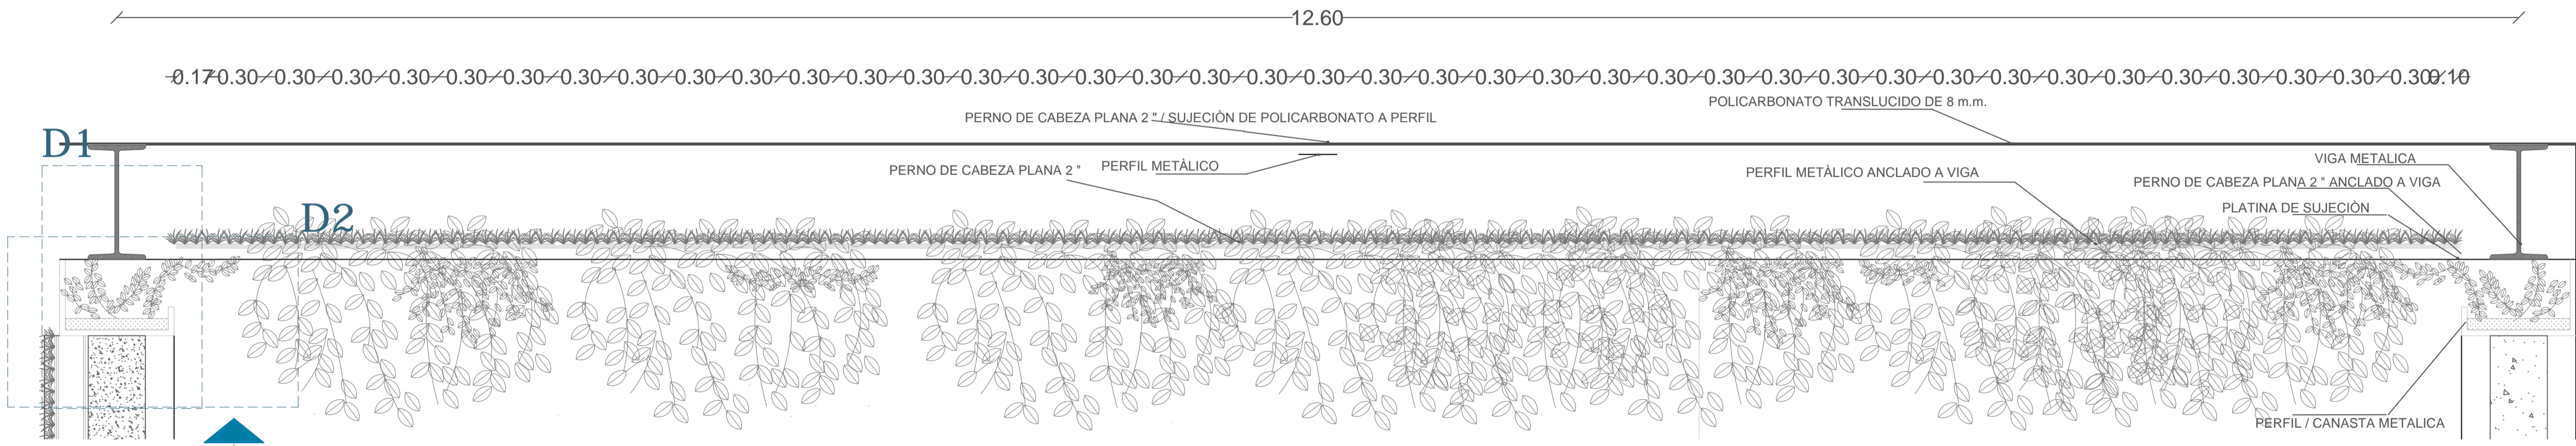 12.60
0.17 0.30 0.30 0.30 0.30 0.30 0.30 0.30 0.30 0.30 0.30 0.30 0.30 0.30 0.30 0.30 0.30 0.30 0.30 0.30 0.30 0.30 0.30 0.30 0.30 0.30 0.30 0.30 0.30 0.30 0.30 0.30 0.30 0.30 0.30 0.30 0.30 0.30 0.30 0.30 0.10
POLICARBONATO TRANSLUCIDO DE 8 m.m.
PERNO DE CABEZA PLANA 2 " / SUJECIÒN DE POLICARBONATO A PERFIL
D1
VIGA METALICA
PERFIL METÀLICO
PERNO DE CABEZA PLANA 2 "
PERFIL METÀLICO ANCLADO A VIGA
PERNO DE CABEZA PLANA 2 " ANCLADO A VIGA
PLATINA DE SUJECIÒN
D2
PERFIL / CANASTA METALICA